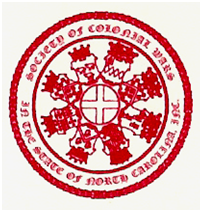 SOCIETY OF COLONIAL WARS
IN THE STATE OF NORTH CAROLINA, INC.